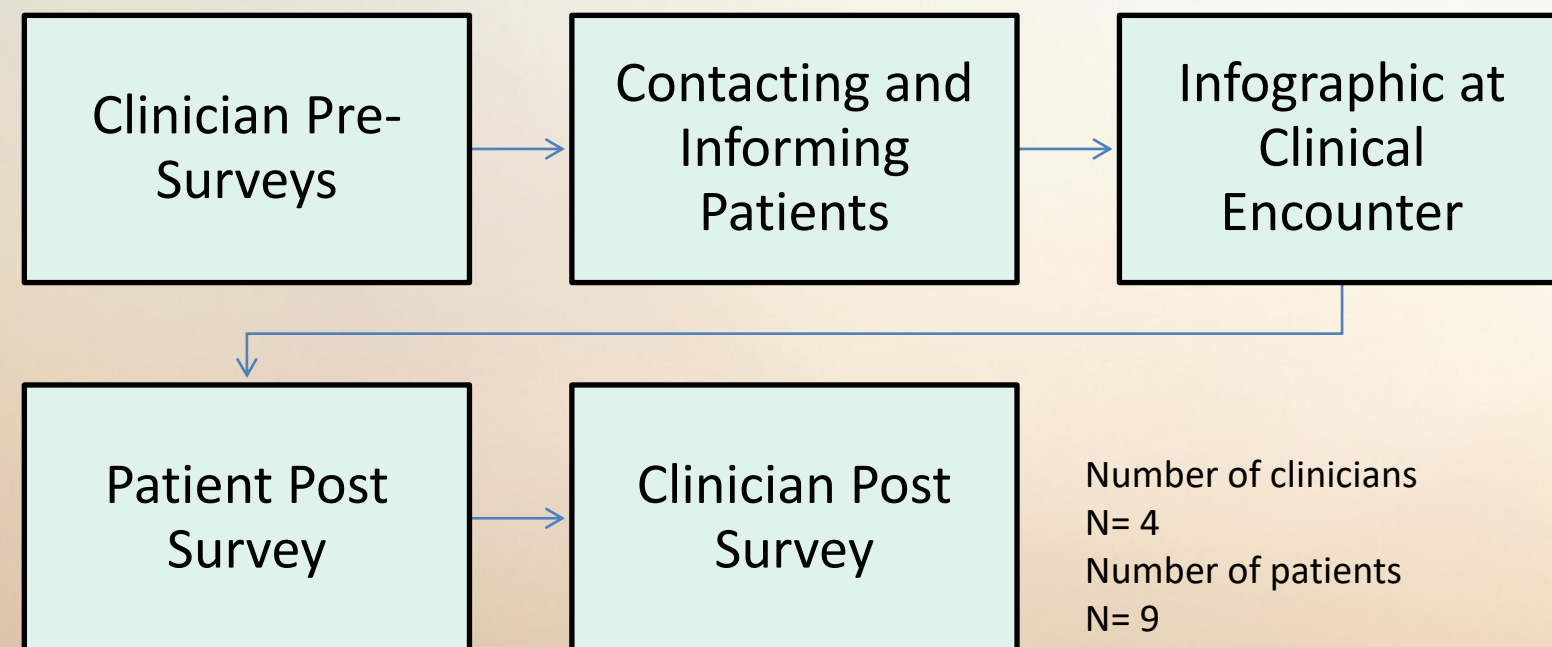 Clinician Pre-
Surveys
Contacting and
Informing
Patients
Infographic at
Clinical
Encounter
Patient Post
Survey
Clinician Post
Survey
Number of clinicians
N= 4
Number of patients
N= 9